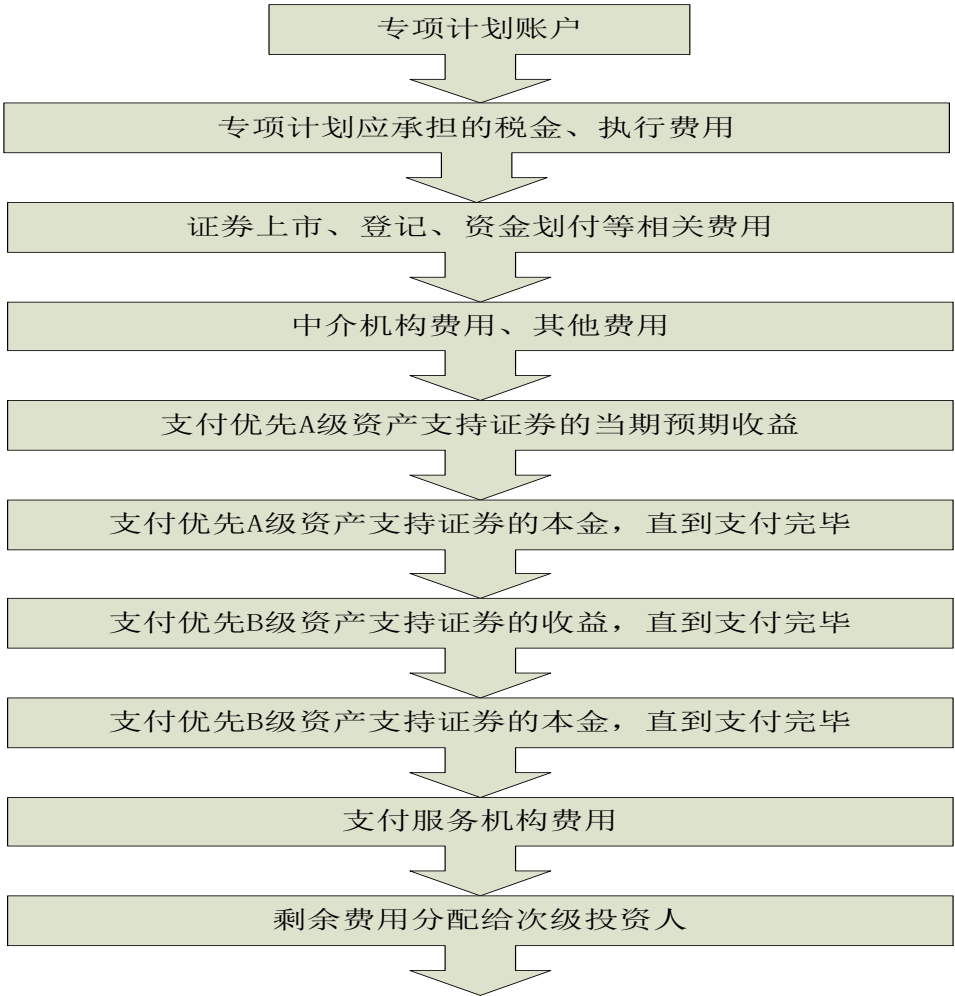 专项计划账户
专项计划应承担的税金、执行费用
证券上市、登记、资金划付等相关费用
中介机构费用、其他费用
支付优先A级资产支持证券的当期预期收益
支付优先A级资产支持证券的本金，直到支付完毕
支付优先B级资产支持证券的收益，直到支付完毕
支付优先B级资产支持证券的本金，直到支付完毕
支付服务机构费用
剩余费用分配给次级投资人